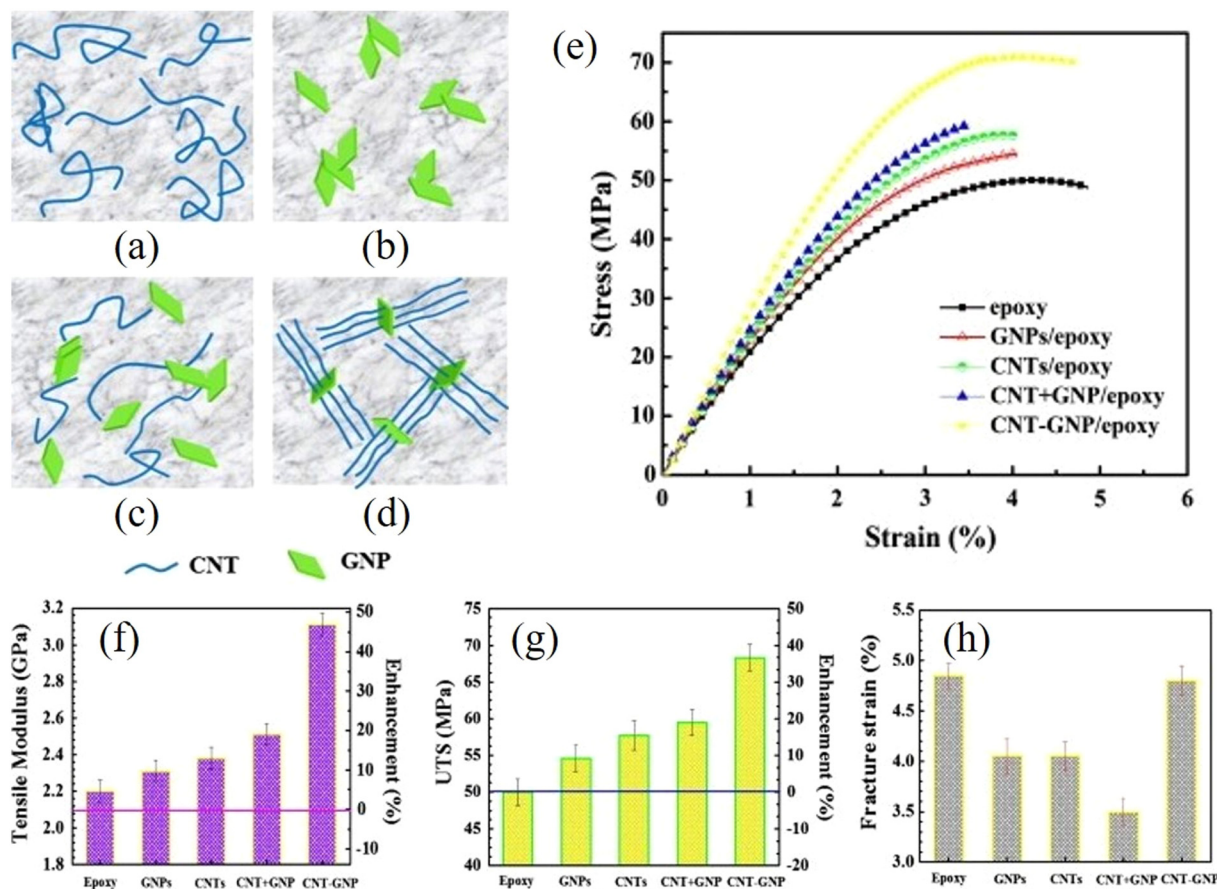 (a)
(b)
(c)
(d)
CNT
GNP
(e)
Stress (MPa)
70
60
50
40
30
20
10
0
0 1 2 3 4 5 6
Strain (%)
epoxy
GNPs/epoxy
CNTs/epoxy
CNT+GNP/epoxy
CNT-GNP/epoxy
(f)
Tensile Modulus (GPa)
3.2
3.0
2.8
2.6
2.4
2.2
2.0
1.8
50
40
30
20
10
0
-10
Enhancement (%)
Epoxy GNPs CNTs CNT+GNP CNT-GNP
(g)
UTS (MPa)
75
70
65
60
55
50
45
40
50
40
30
20
10
0
-10
-20
Enhancement (%)
Epoxy GNPs CNTs CNT+GNP CNT-GNP
(h)
Fracture strain (%)
5.5
5.0
4.5
4.0
3.5
3.0
Epoxy GNPs CNTs CNT+GNP CNT-GNP